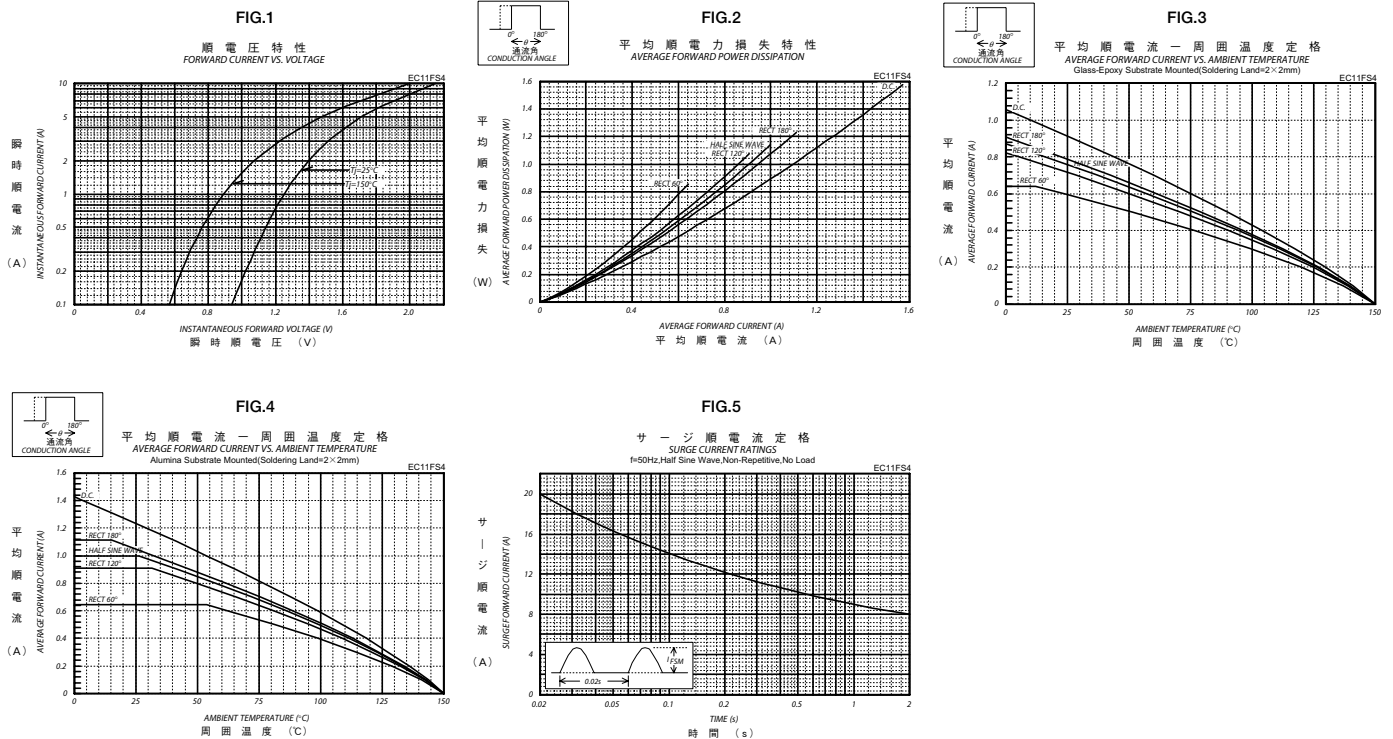 FIG.1
順電圧特性
FORWARD CURRENT VS. VOLTAGE
EC11FS4
瞬時順電流 (A)
INSTANTANEOUS FORWARD CURRENT (A)
10
5
2
1
0.5
0.2
0.1
Tj=25°C
Tj=150°C
0 0.4 0.8 1.2 1.6 2.0
INSTANTANEOUS FORWARD VOLTAGE (V)
瞬時順電圧 (V)
0° 180°
θ
通流角
CONDUCTION ANGLE
FIG.2
平均順電力損失特性
AVERAGE FORWARD POWER DISSIPATION
EC11FS4
平均順電力損失 (W)
AVERAGE FORWARD POWER DISSIPATION (W)
1.6
1.4
1.2
1.0
0.8
0.6
0.4
0.2
0
D.C.
RECT 180°
HALF SINE WAVE
RECT 120°
RECT 60°
0 0.4 0.8 1.2 1.6
AVERAGE FORWARD CURRENT (A)
平均順電流 (A)
0° 180°
θ
通流角
CONDUCTION ANGLE
FIG.3
平均順電流ー周囲温度定格
AVERAGE FORWARD CURRENT VS. AMBIENT TEMPERATURE
Glass-Epoxy Substrate Mounted(Soldering Land=2×2mm)
EC11FS4
平均順電流 (A)
AVERAGE FORWARD CURRENT (A)
1.2
1.0
0.8
0.6
0.4
0.2
0
D.C.
RECT 180°
RECT 120°
HALF SINE WAVE
RECT 60°
0 25 50 75 100 125 150
AMBIENT TEMPERATURE (°C)
周囲温度 (℃)
0° 180°
θ
通流角
CONDUCTION ANGLE
FIG.4
平均順電流ー周囲温度定格
AVERAGE FORWARD CURRENT VS. AMBIENT TEMPERATURE
Alumina Substrate Mounted(Soldering Land=2×2mm)
EC11FS4
平均順電流 (A)
AVERAGE FORWARD CURRENT (A)
1.6
1.4
1.2
1.0
0.8
0.6
0.4
0.2
0
D.C.
RECT 180°
HALF SINE WAVE
RECT 120°
RECT 60°
0 25 50 75 100 125 150
AMBIENT TEMPERATURE (°C)
周囲温度 (℃)
FIG.5
サージ順電流定格
SURGE CURRENT RATINGS
f=50Hz,Half Sine Wave,Non-Repetitive,No Load
EC11FS4
サージ順電流 (A)
SURGE FORWARD CURRENT (A)
20
16
12
8
4
0
IFSM
0.02s
0.02 0.05 0.1 0.2 0.5 1 2
TIME (s)
時間 (s)